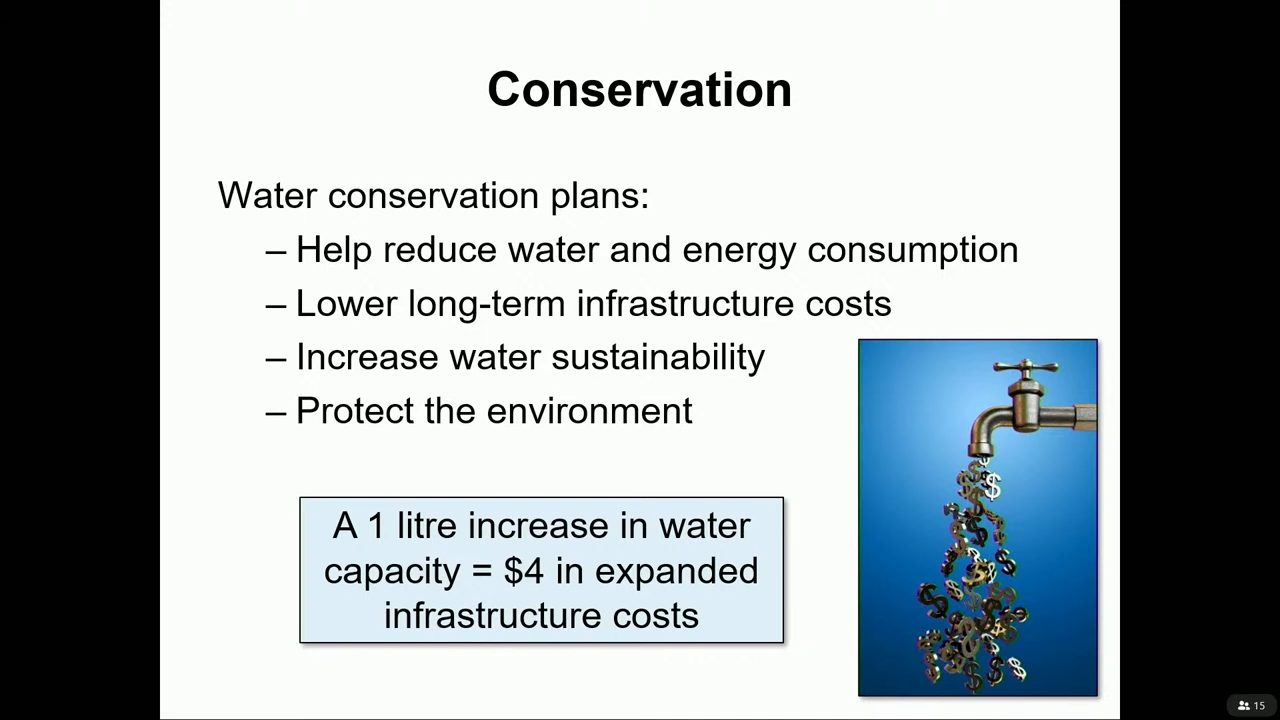 Conservation
Water conservation plans:
– Help reduce water and energy consumption
– Lower long-term infrastructure costs
– Increase water sustainability
– Protect the environment
A 1 litre increase in water
capacity = $4 in expanded
infrastructure costs
15